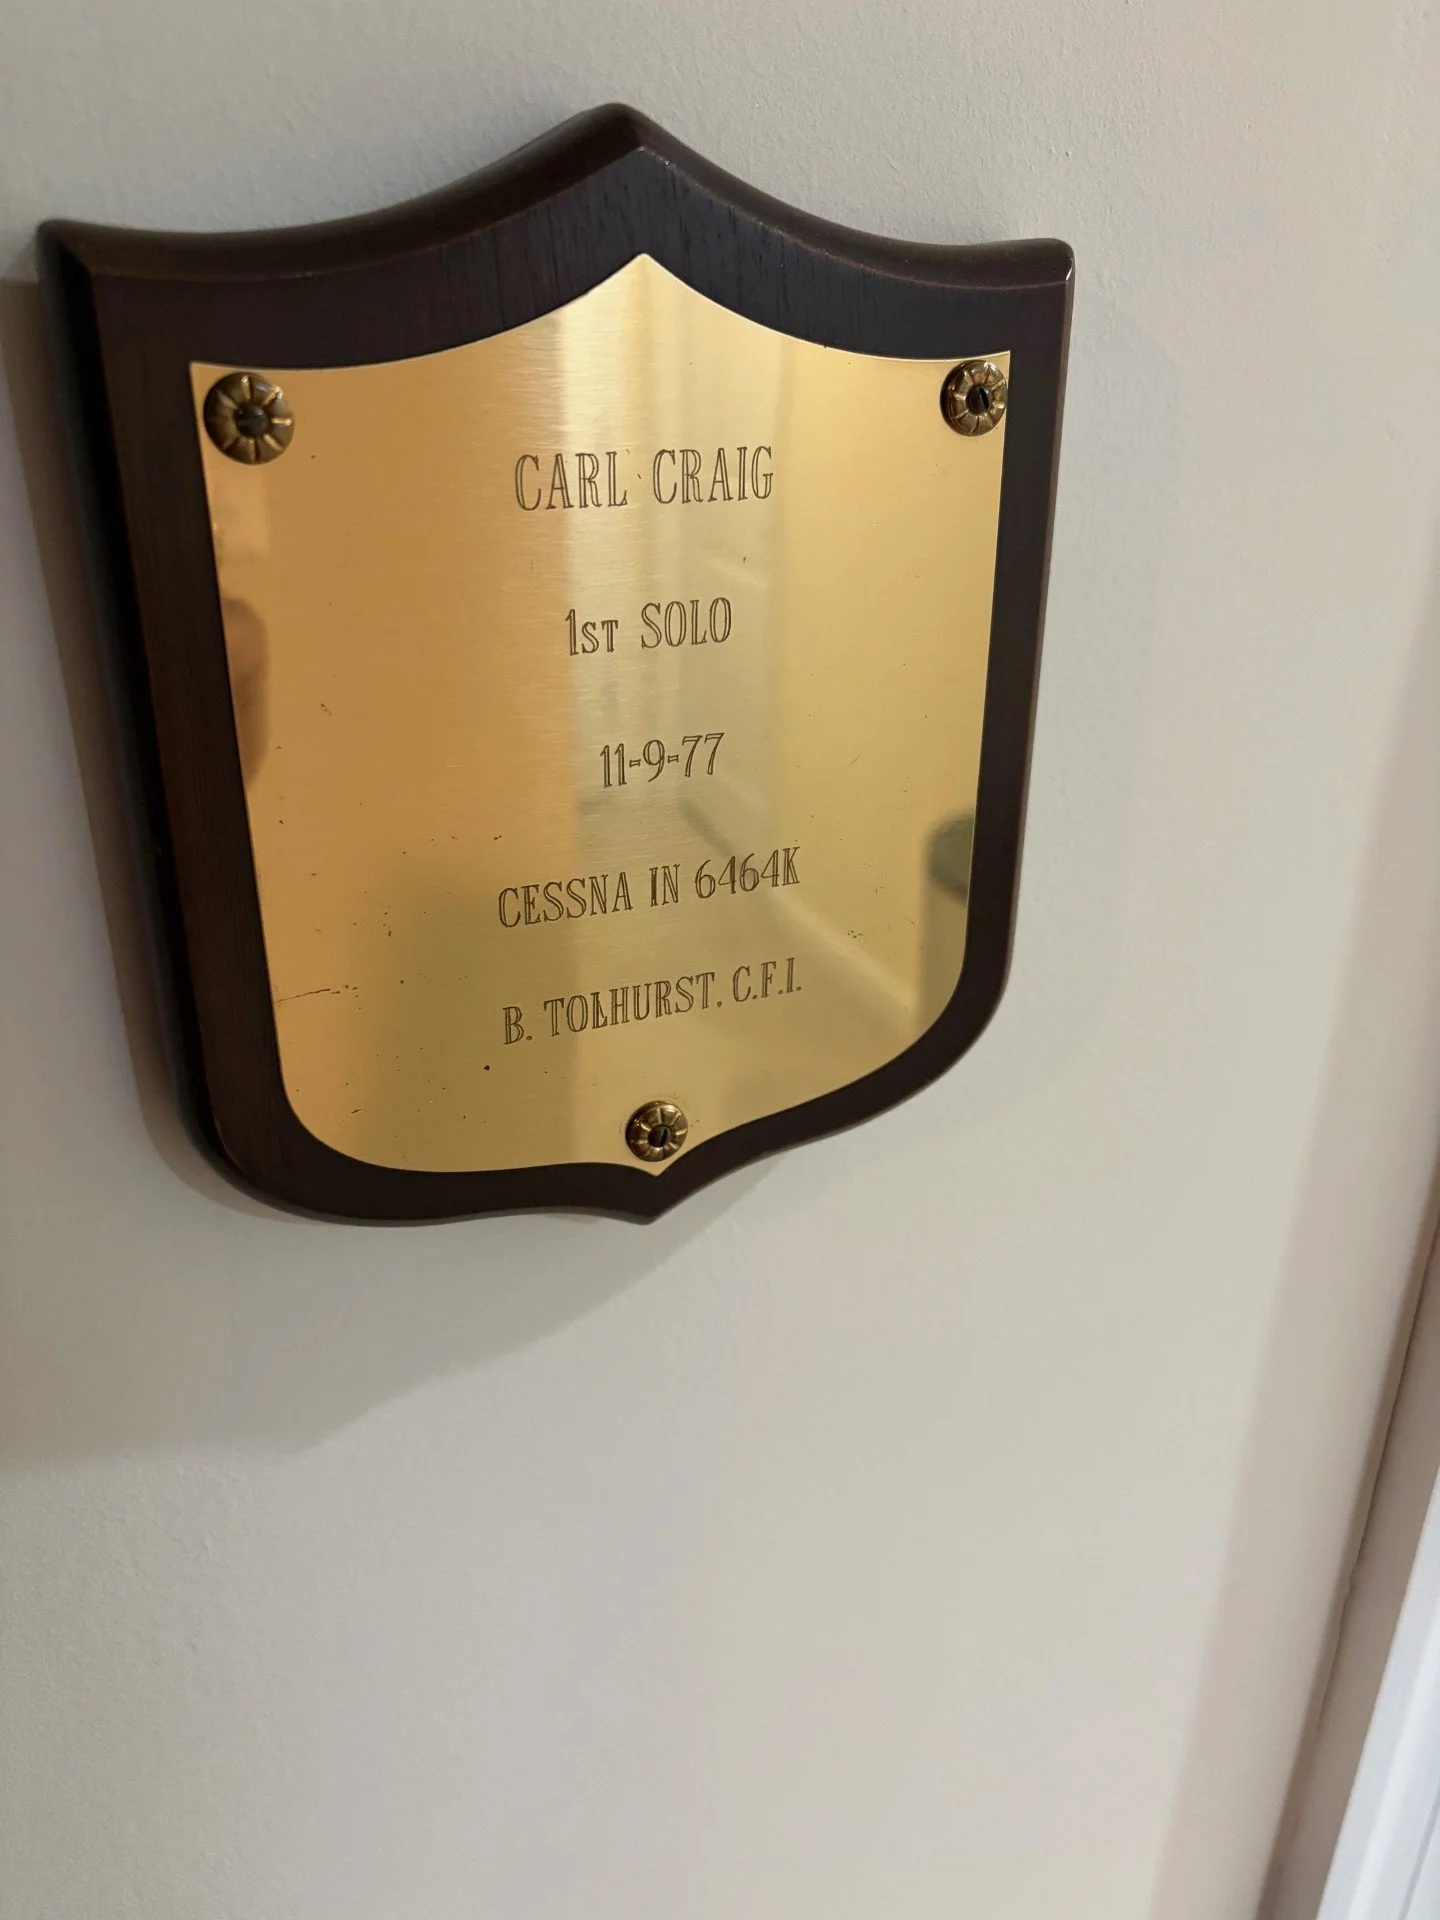 CARL CRAIG
1ST SOLO
11-9-77
CESSNA IN 6464K
B. TOLHURST, C.F.I.